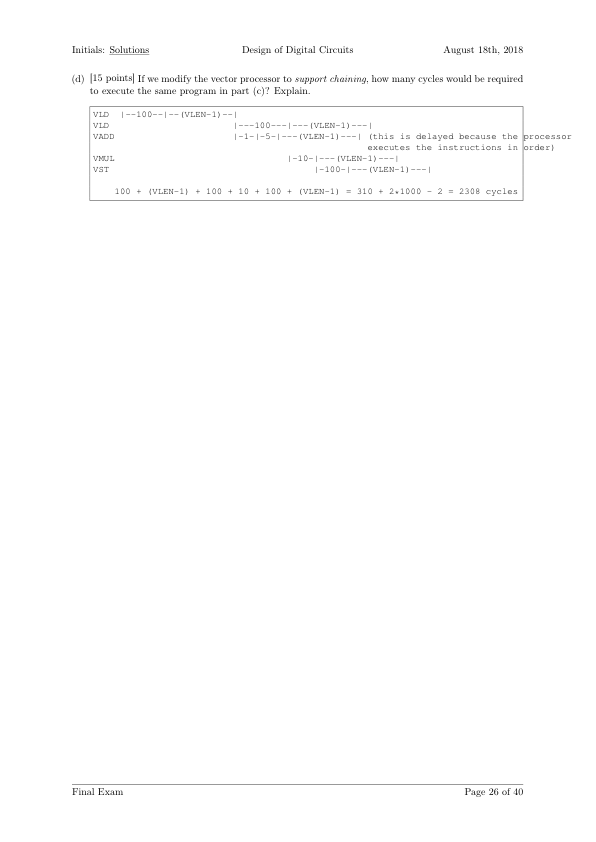 Initials: Solutions Design of Digital Circuits August 18th, 2018
(d) [15 points] If we modify the vector processor to support chaining, how many cycles would be required
to execute the same program in part (c)? Explain.
VLD |--100--|--(VLEN-1)--|
VLD |---100---|---(VLEN-1)---|
VADD |-1-|-5-|---(VLEN-1)---| (this is delayed because the processor
executes the instructions in order)
VMUL |-10-|---(VLEN-1)---|
VST |-100-|---(VLEN-1)---|
100 + (VLEN-1) + 100 + 10 + 100 + (VLEN-1) = 310 + 2*1000 - 2 = 2308 cycles
Final Exam Page 26 of 40